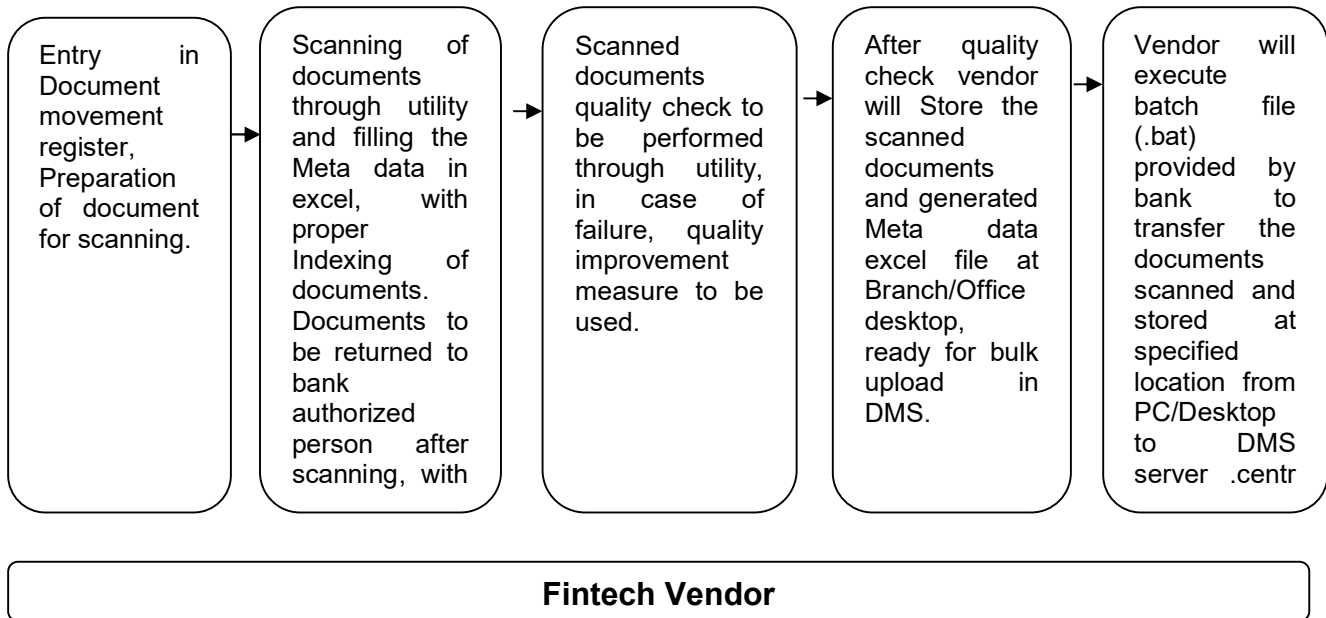 Entry in
Document
movement
register,
Preparation
of document
for scanning.
Scanning of
documents
through utility
and filling the
Meta data in
excel, with
proper
Indexing of
documents.
Documents to
be returned to
bank
authorized
person after
scanning, with
Scanned
documents
quality check to
be performed
through utility,
in case of
failure, quality
improvement
measure to be
used.
After quality
check vendor
will Store the
scanned
documents
and generated
Meta data
excel file at
Branch/Office
desktop,
ready for bulk
upload in
DMS.
Vendor will
execute
batch file
(.bat)
provided by
bank to
transfer the
documents
scanned and
stored at
specified
location from
PC/Desktop
to DMS
server .centr
Fintech Vendor